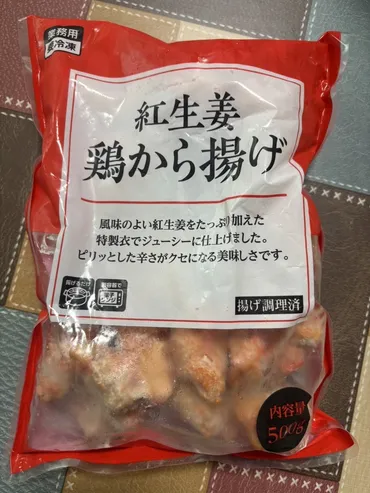 業務用
冷凍
紅生姜
鶏から揚げ
風味のよい紅生姜をたっぷり加えた
特製衣でジューシーに仕上げました。
ピリッとした辛さがクセになる美味しさです。
揚げ調理済
内容量
500g